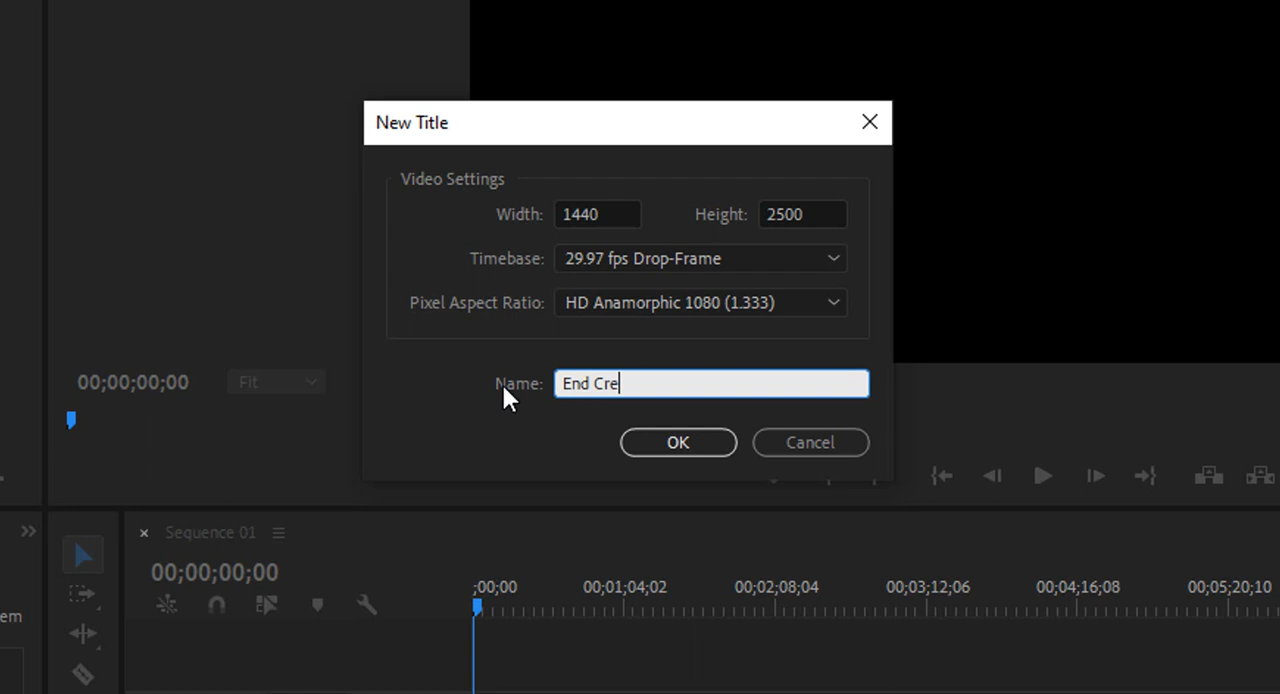 New Title
Video Settings
Width: 1440 Height: 2500
Timebase: 29.97 fps Drop-Frame
Pixel Aspect Ratio: HD Anamorphic 1080 (1.333)
00;00;00;00 Fit
Name: End Cre
OK Cancel
Sequence 01
00;00;00;00
;00;00 00;01;04;02 00;02;08;04 00;03;12;06 00;04;16;08 00;05;20;10
em